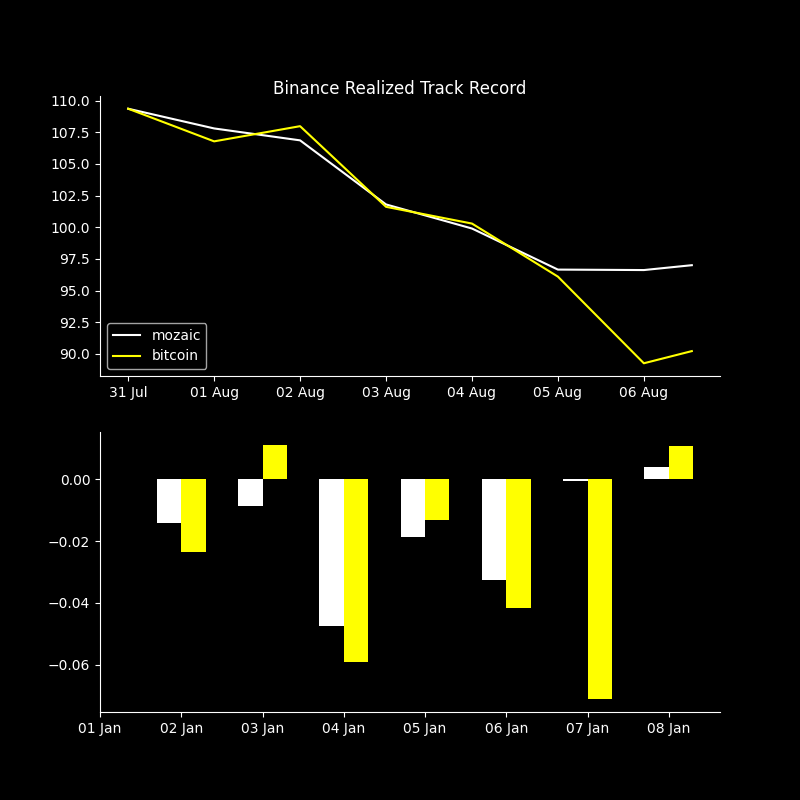 Binance Realized Track Record
110.0
107.5
105.0
102.5
100.0
97.5
95.0
92.5
90.0
mozaic
bitcoin
31 Jul 01 Aug 02 Aug 03 Aug 04 Aug 05 Aug 06 Aug
0.00
−0.02
−0.04
−0.06
01 Jan 02 Jan 03 Jan 04 Jan 05 Jan 06 Jan 07 Jan 08 Jan